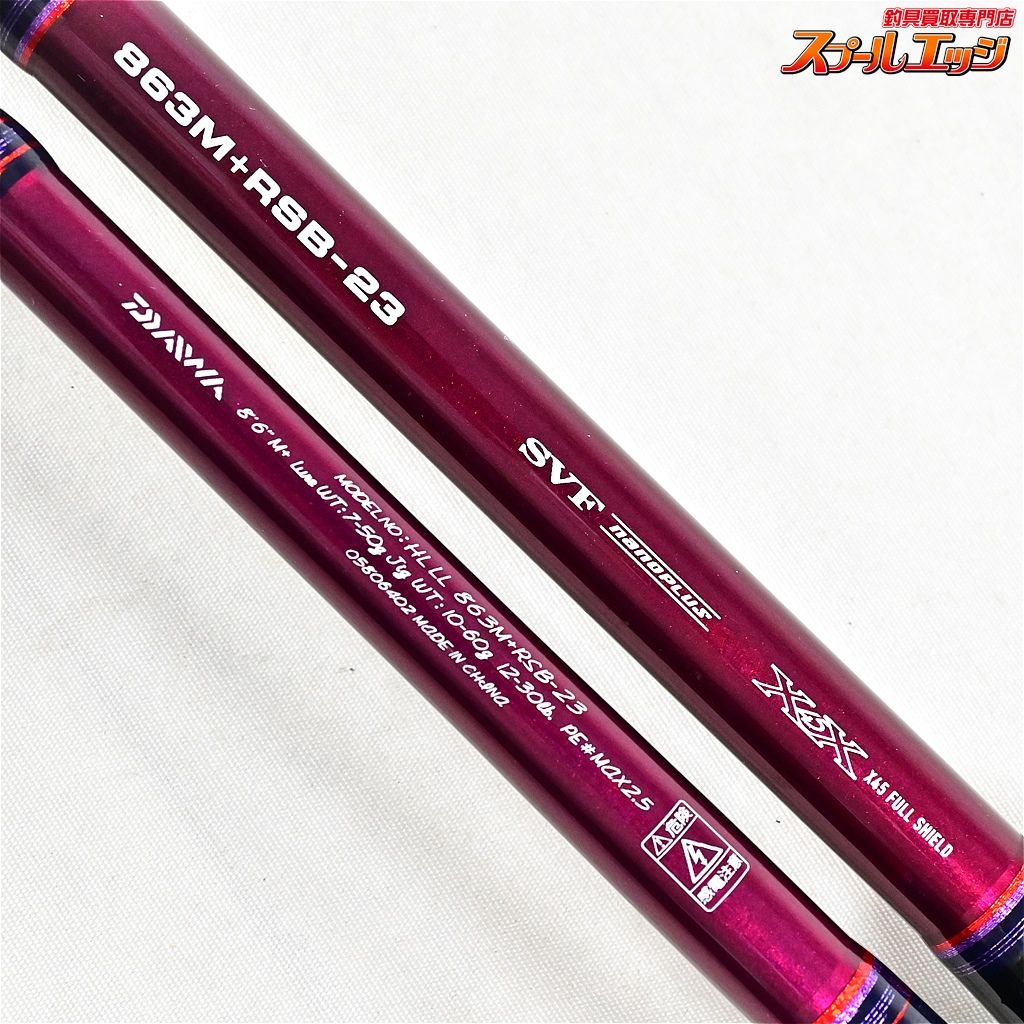 釣具買取専門店
スプールエッジ
863M+RSB-23
SVF
nanoplus
X45 FULL SHIELD
DAIWA
MODEL NO: HL LL 863M+RSB-23
8'6" M+ Lure WT: 7-50g Jig WT: 10-60g 12-30lb. PE#MAX2.5
05806402 MADE IN CHINA
危険
感電注意